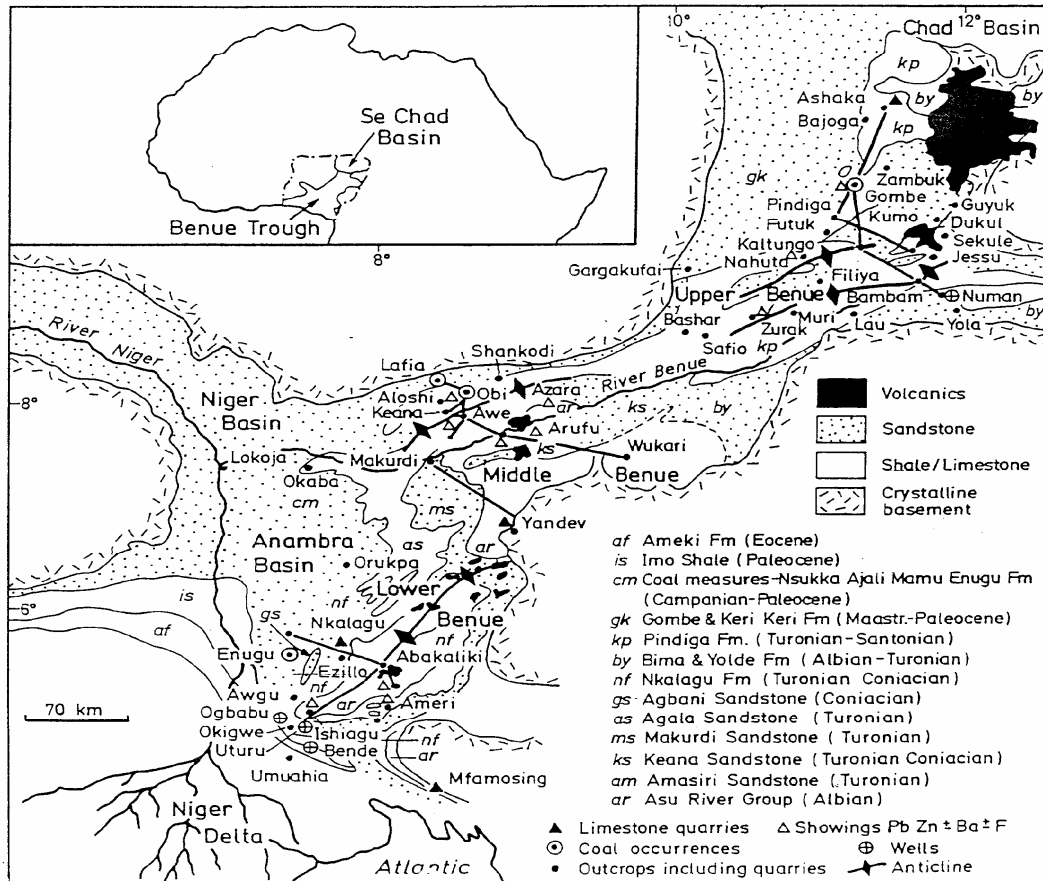 10°
12°
Chad Basin
kp
by
by
Ashaka
Bajoga
kp
Se Chad
Basin
Benue Trough
gk
Zambuk
Gombe
Pindiga
Kumo
Guyuk
Futuk
Dukul
Kaltungo
Sekule
Nahuta
Jessu
8°
Gargakufai
Filiya
Upper
Benue
Bambam
Numan
by
Bashar
Muri
Zurak
Lau
Yola
Safio
kp
River
Niger
Shankodi
Lafia
River Benue
Azara
Obi
Aloshi
Keana
Awe
ar
ks
by
8°
Niger
Basin
Arufu
ks
Wukari
Makurdi
Lokoja
Middle
Benue
Okaba
cm
ms
Yandev
as
ar
Anambra
Basin
Orukpa
Lower
Benue
6°
is
af
gs
nf
Nkalagu
nf
Enugu
Abakaliki
Ezillo
nf
Awgu
ar
Ameri
Ogbabu
Okigwe
Ishiagu
nf
Uturu
Bende
ar
Umuahia
Mfamosing
70 km
Niger
Delta
Atlantic
Volcanics
Sandstone
Shale/Limestone
Crystalline
basement
af Ameki Fm (Eocene)
is Imo Shale (Paleocene)
cm Coal measures-Nsukka Ajali Mamu Enugu Fm
(Campanian-Paleocene)
gk Gombe & Keri Keri Fm (Maastr.-Paleocene)
kp Pindiga Fm. (Turonian-Santonian)
by Bima & Yolde Fm (Albian-Turonian)
nf Nkalagu Fm (Turonian Coniacian)
gs Agbani Sandstone (Coniacian)
as Agala Sandstone (Turonian)
ms Makurdi Sandstone (Turonian)
ks Keana Sandstone (Turonian Coniacian)
am Amasiri Sandstone (Turonian)
ar Asu River Group (Albian)
Limestone quarries
Showings Pb Zn ± Ba ± F
Coal occurrences
Wells
Outcrops including quarries
Anticline